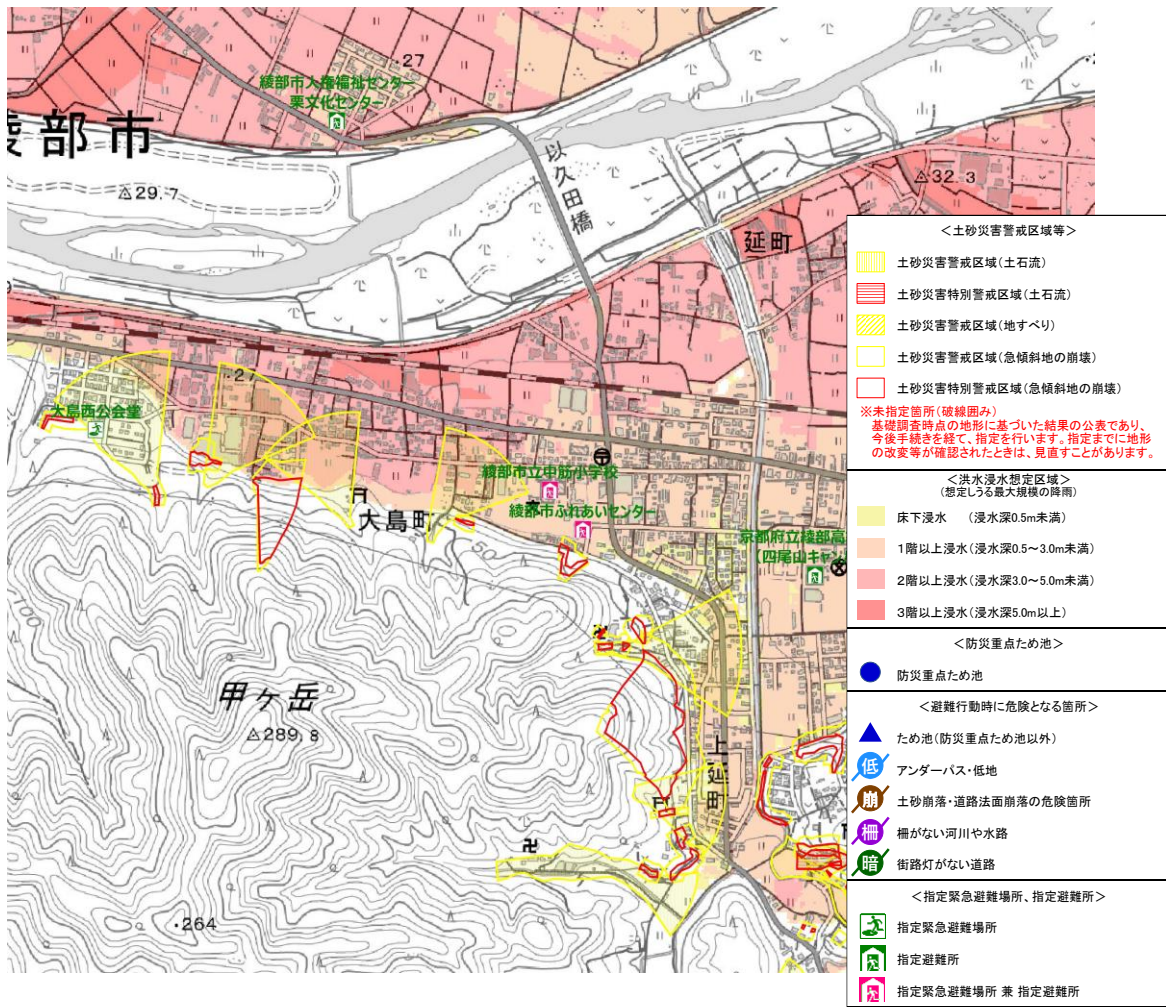 ・27
綾部市人権福祉センター
栗文化センター
綾部市
以久田橋
△29.7
△32.3
延町
・27
大島西公会堂
綾部市立中筋小学校
大島町
綾部市ふれあいセンター
50
京都府立綾部高
(四尾山キャン
甲ヶ岳
△289.8
上延町
・264
<土砂災害警戒区域等>
土砂災害警戒区域(土石流)
土砂災害特別警戒区域(土石流)
土砂災害警戒区域(地すべり)
土砂災害警戒区域(急傾斜地の崩壊)
土砂災害特別警戒区域(急傾斜地の崩壊)
※未指定箇所(破線囲み)
基礎調査時点の地形に基づいた結果の公表であり、
今後手続きを経て、指定を行います。指定までに地形
の改変等が確認されたときは、見直すことがあります。
<洪水浸水想定区域>
(想定しうる最大規模の降雨)
床下浸水 (浸水深0.5m未満)
1階以上浸水(浸水深0.5~3.0m未満)
2階以上浸水(浸水深3.0~5.0m未満)
3階以上浸水(浸水深5.0m以上)
<防災重点ため池>
防災重点ため池
<避難行動時に危険となる箇所>
ため池(防災重点ため池以外)
低 アンダーパス・低地
崩 土砂崩落・道路法面崩落の危険箇所
柵 柵がない河川や水路
暗 街路灯がない道路
<指定緊急避難場所、指定避難所>
指定緊急避難場所
指定避難所
指定緊急避難場所 兼 指定避難所